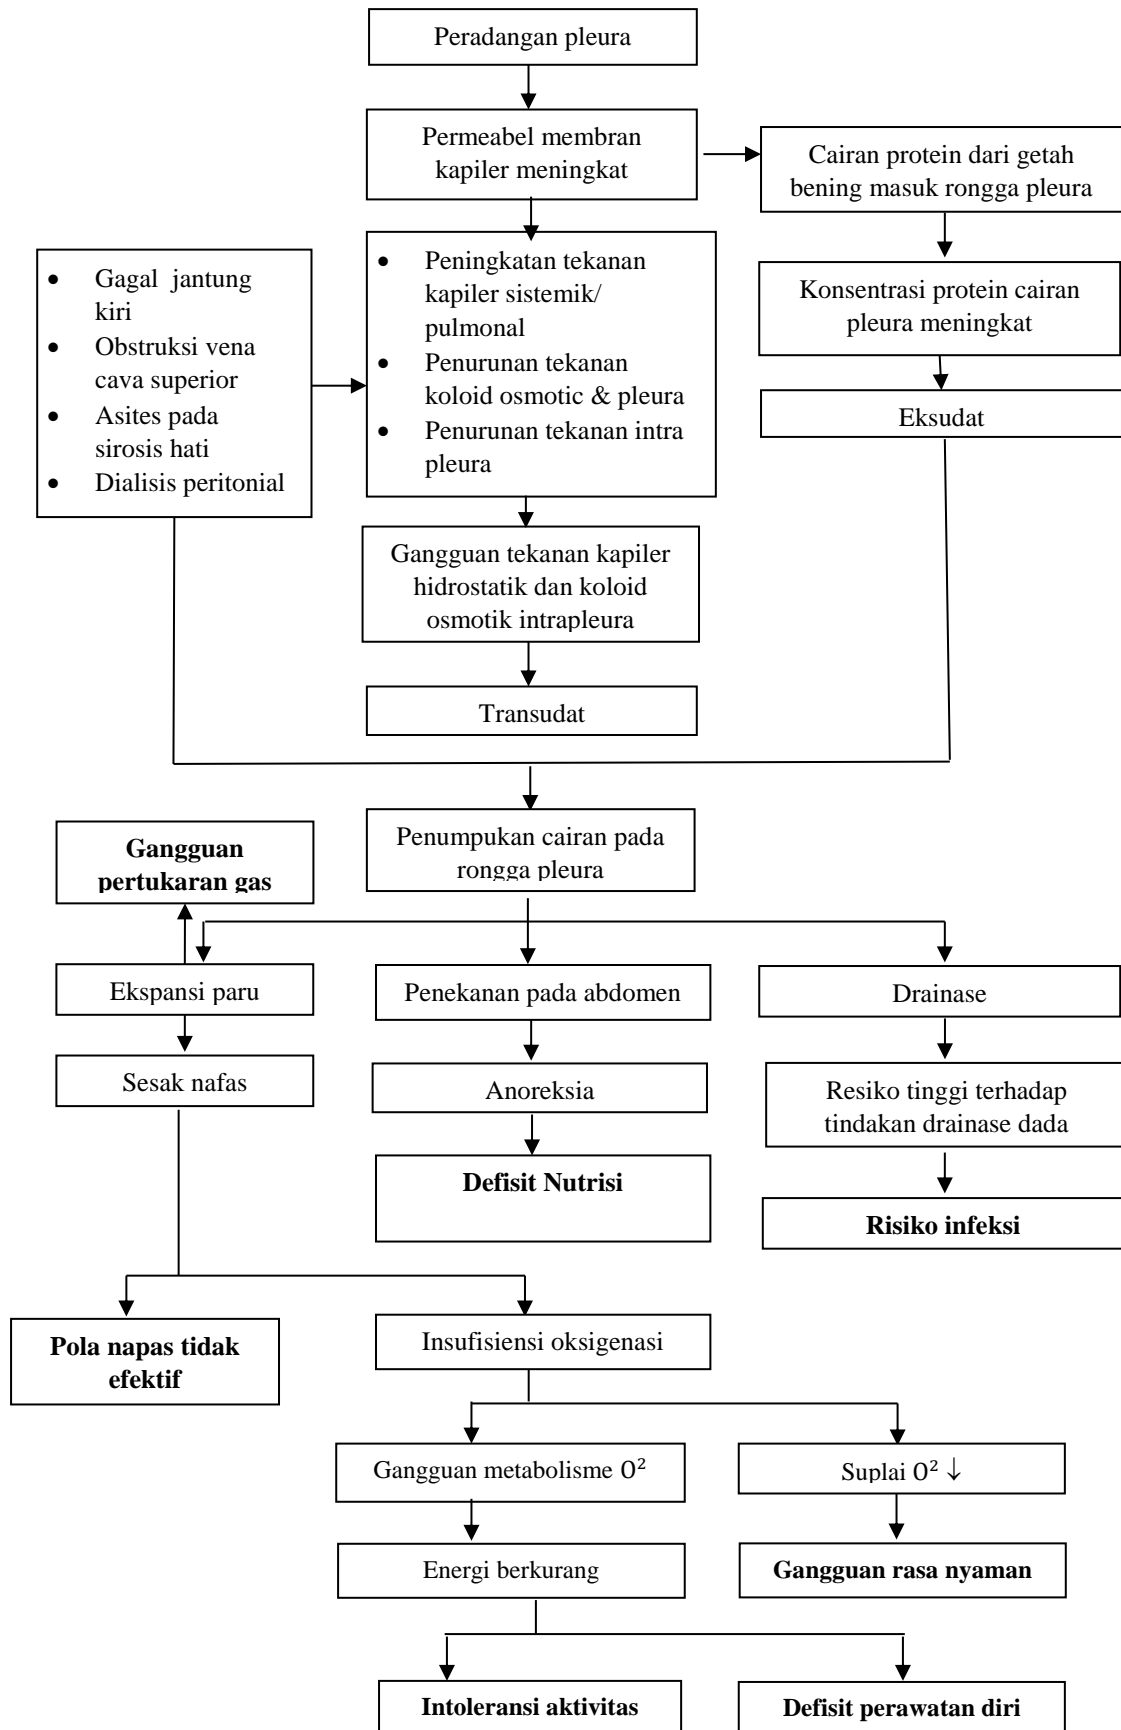 Peradangan pleura
Permeabel membran
kapiler meningkat
Cairan protein dari getah
bening masuk rongga pleura
• Gagal jantung
kiri
• Obstruksi vena
cava superior
• Asites pada
sirosis hati
• Dialisis peritonial
• Peningkatan tekanan
kapiler sistemik/
pulmonal
• Penurunan tekanan
koloid osmotic & pleura
• Penurunan tekanan intra
pleura
Konsentrasi protein cairan
pleura meningkat
Eksudat
Gangguan tekanan kapiler
hidrostatik dan koloid
osmotik intrapleura
Transudat
Penumpukan cairan pada
rongga pleura
Gangguan
pertukaran gas
Ekspansi paru
Penekanan pada abdomen
Drainase
Sesak nafas
Anoreksia
Resiko tinggi terhadap
tindakan drainase dada
Defisit Nutrisi
Risiko infeksi
Pola napas tidak
efektif
Insufisiensi oksigenasi
Gangguan metabolisme O²
Suplai O² ↓
Energi berkurang
Gangguan rasa nyaman
Intoleransi aktivitas
Defisit perawatan diri